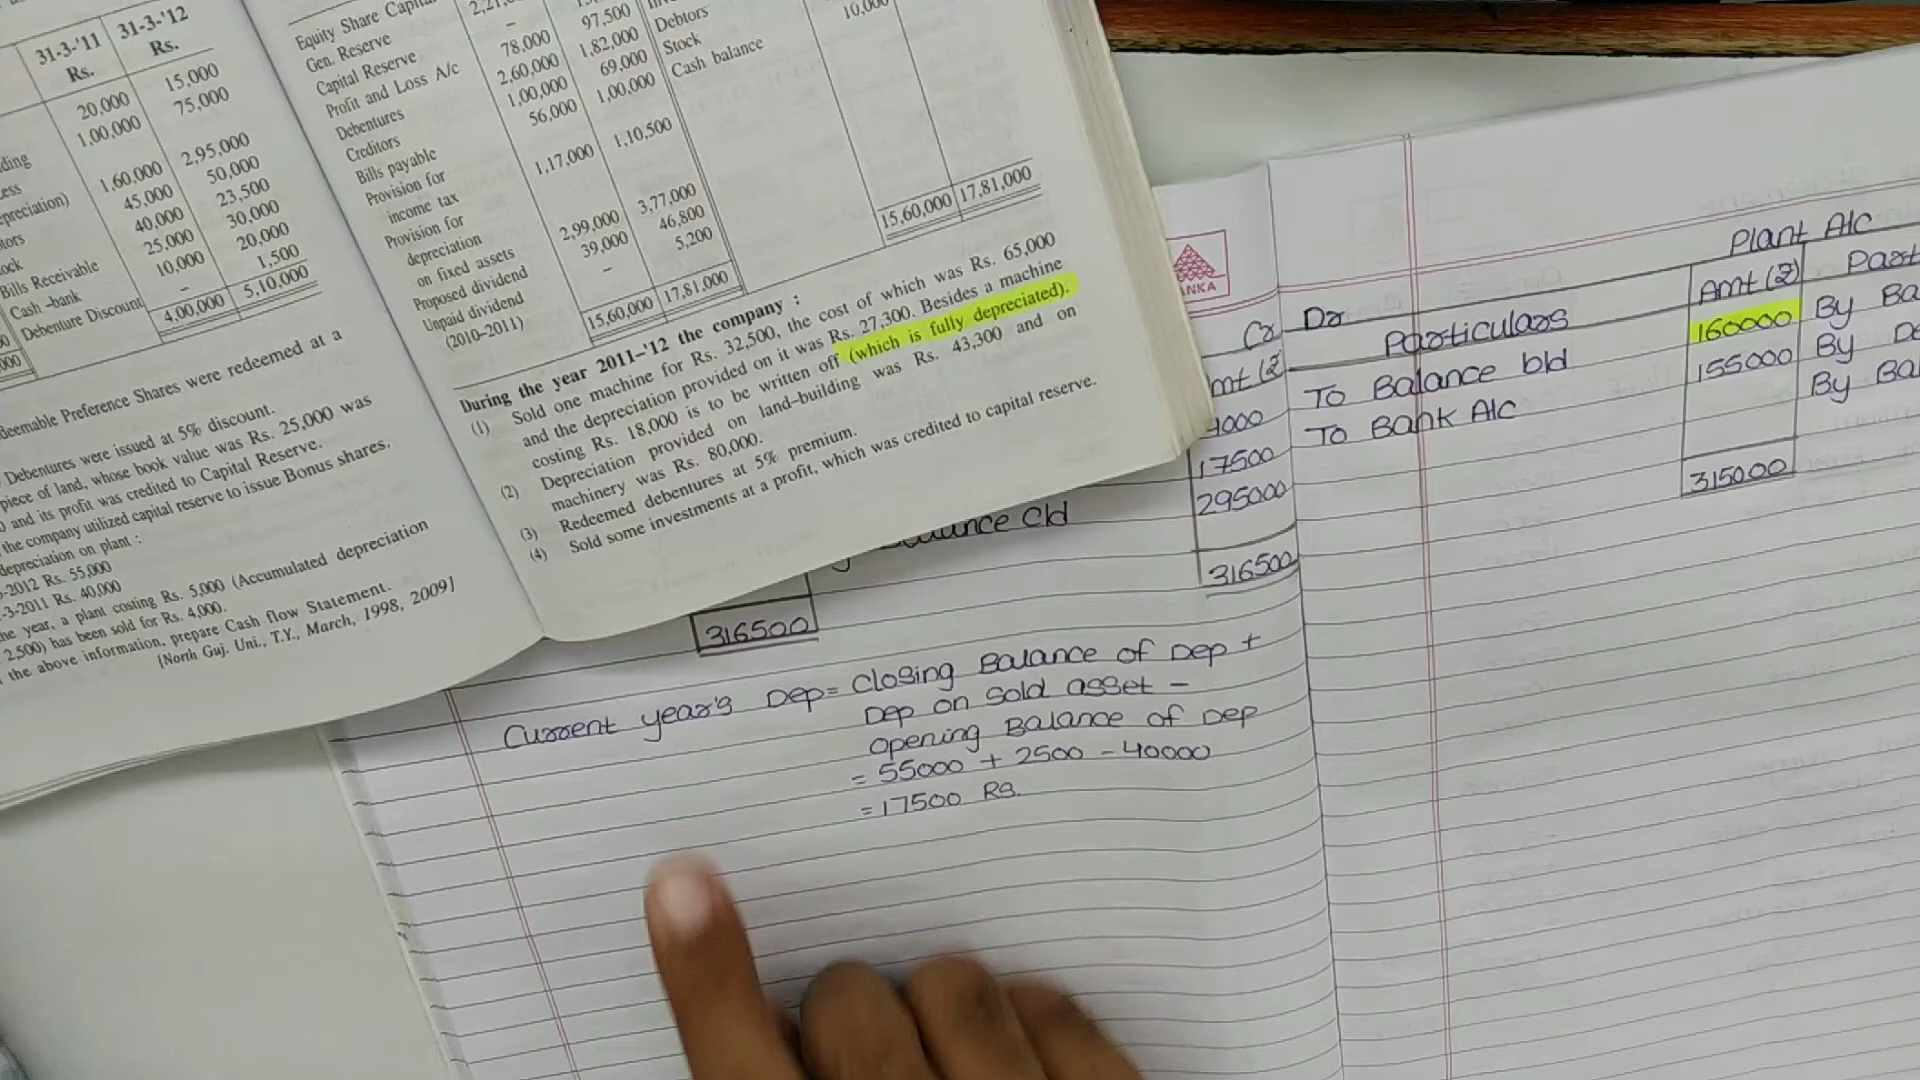 31-3-'11 31-3-'12
Rs. Rs.
20,000 15,000
1,00,000 75,000
1,60,000 2,95,000
45,000 50,000
40,000 23,500
Bills Receivable 25,000 30,000
Cash –bank 10,000 20,000
Debenture Discount – 1,500
4,00,000 5,10,000
Redeemable Preference Shares were redeemed at a
Debentures were issued at 5% discount.
piece of land, whose book value was Rs. 25,000 was
and its profit was credited to Capital Reserve.
the company utilized capital reserve to issue Bonus shares.
depreciation on plant :
-2012 Rs. 55,000
-3-2011 Rs. 40,000
the year, a plant costing Rs. 5,000 (Accumulated depreciation
2,500) has been sold for Rs. 4,000.
the above information, prepare Cash flow Statement.
[North Guj. Uni., T.Y., March, 1998, 2009]
Equity Share Capital
Gen. Reserve
Capital Reserve – 97,500
Profit and Loss A/c 78,000 1,82,000
Debentures 2,60,000 69,000
Creditors 1,00,000 1,00,000
Bills payable 56,000
Provision for 1,10,500
income tax 1,17,000
Provision for
depreciation 3,77,000
on fixed assets 2,99,000 46,800
Proposed dividend 39,000 5,200
Unpaid dividend –
(2010–2011)
15,60,000 17,81,000
Debtors
Stock 10,000
Cash balance
15,60,000 17,81,000
During the year 2011–'12 the company :
(1) Sold one machine for Rs. 32,500, the cost of which was Rs. 65,000
and the depreciation provided on it was Rs. 27,300. Besides a machine
costing Rs. 18,000 is to be written off (which is fully depreciated).
(2) Depreciation provided on land–building was Rs. 43,300 and on
machinery was Rs. 80,000.
(3) Redeemed debentures at 5% premium.
(4) Sold some investments at a profit, which was credited to capital reserve.
Cr
17500
295000
316500
316500
Current year's Dep = Closing Balance of Dep +
Dep on sold asset –
Opening Balance of Dep
= 55000 + 2500 – 40000
= 17500 Rs.
Plant A/c
Dr
Particulars Amt (₹)
To Balance b/d 160000 By
To Bank A/c 155000 By
By
315000